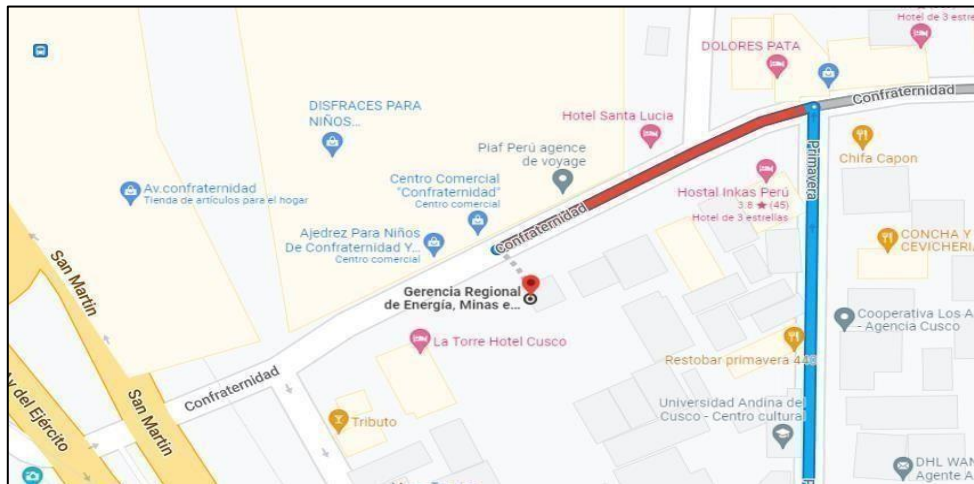 Hotel de 3 estre
DOLORES PATA
DISFRACES PARA
NIÑOS...
Hotel Santa Lucia
Confraternidad
Primavera
Chifa Capon
Piaf Perú agence
de voyage
Centro Comercial
"Confraternidad"
Centro comercial
Av.confraternidad
Tienda de artículos para el hogar
Hostal Inkas Perú
3.8 ★ (45)
Hotel de 3 estrellas
Ajedrez Para Niños
De Confraternidad Y...
Centro comercial
Confraternidad
CONCHA Y
CEVICHERIA
San Martin
Gerencia Regional
de Energía, Minas e...
Cooperativa Los A
- Agencia Cusco
La Torre Hotel Cusco
Restobar primavera 44
Confraternidad
Universidad Andina del
Cusco - Centro cultural
San Martin
Av del Ejército
Tributo
DHL WAN
Agente A